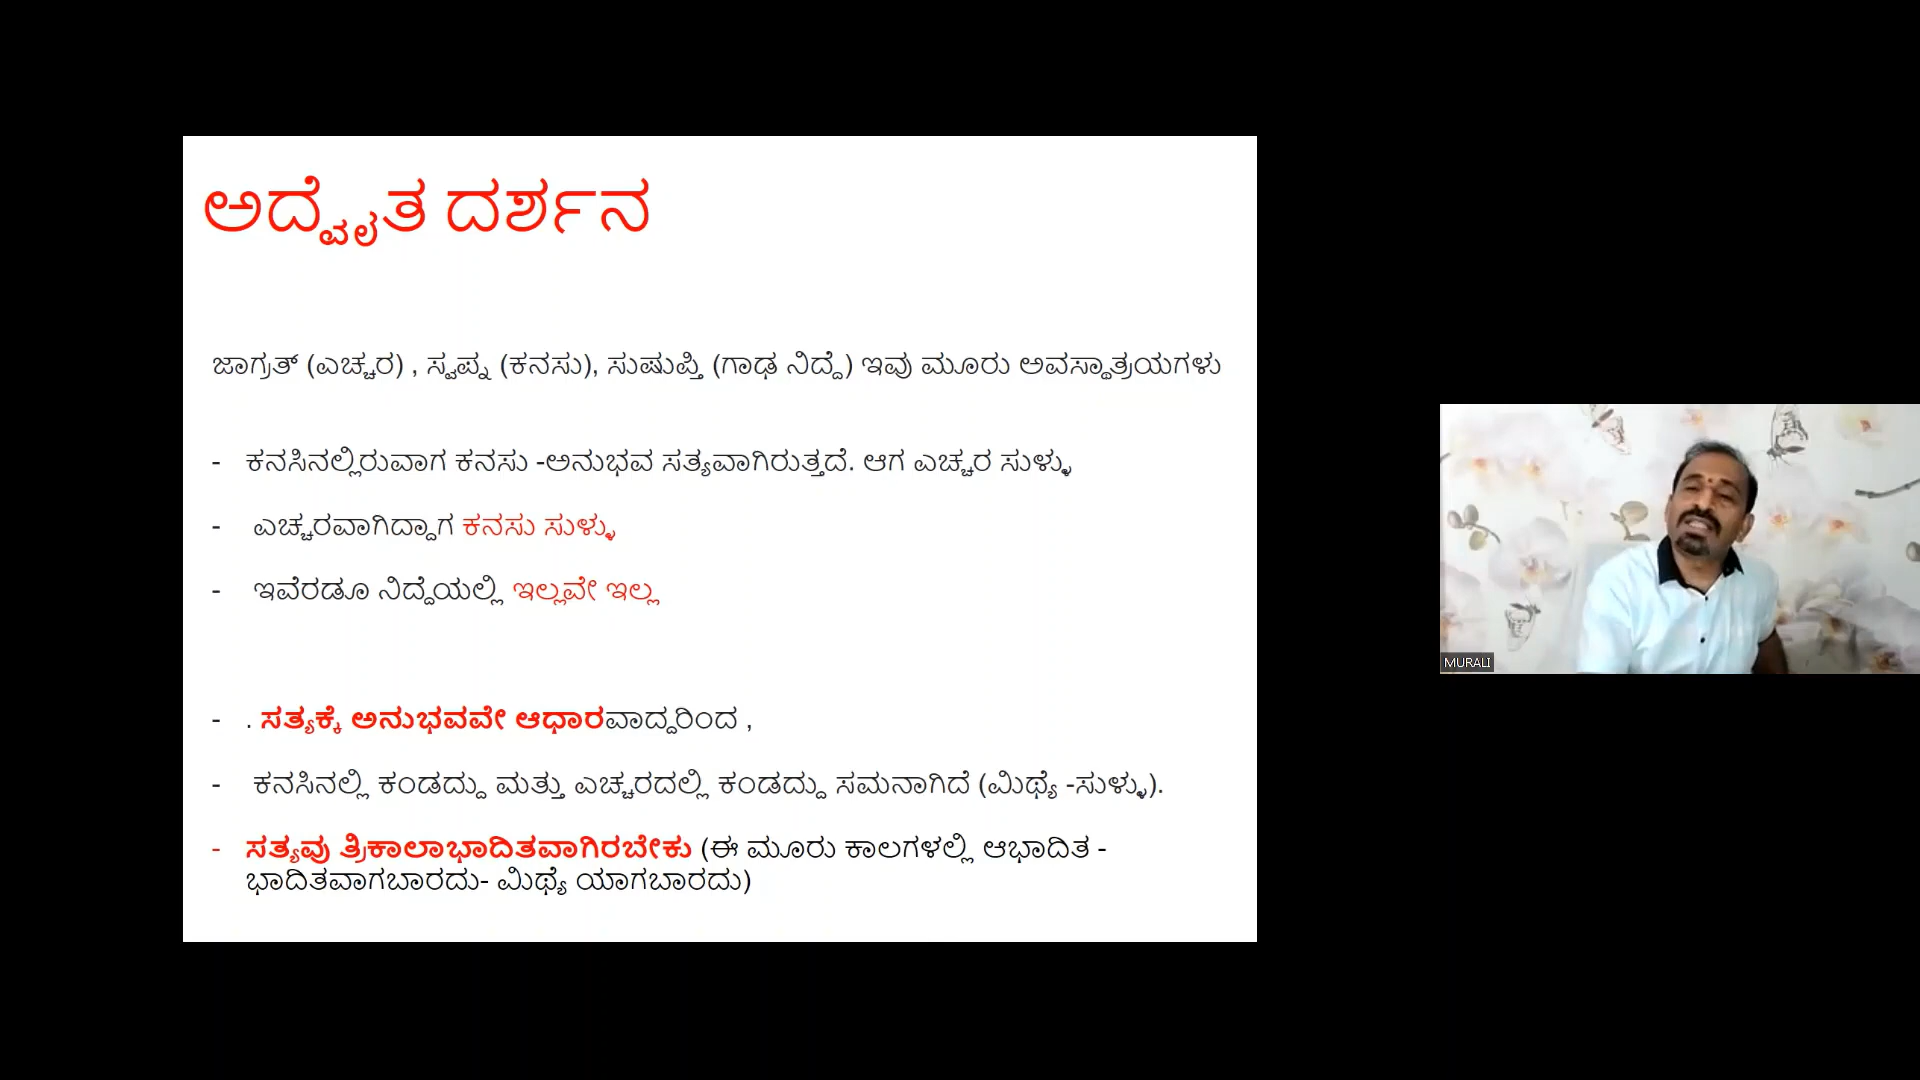 ಅದ್ವೈತ ದರ್ಶನ
ಜಾಗ್ರತ್ (ಎಚ್ಚರ) , ಸ್ವಪ್ನ (ಕನಸು), ಸುಷುಪ್ತಿ (ಗಾಢ ನಿದ್ದೆ) ಇವು ಮೂರು ಅವಸ್ಥಾತ್ರಯಗಳು
- ಕನಸಿನಲ್ಲಿರುವಾಗ ಕನಸು -ಅನುಭವ ಸತ್ಯವಾಗಿರುತ್ತದೆ. ಆಗ ಎಚ್ಚರ ಸುಳ್ಳು
- ಎಚ್ಚರವಾಗಿದ್ದಾಗ ಕನಸು ಸುಳ್ಳು
- ಇವೆರಡೂ ನಿದ್ದೆಯಲ್ಲಿ ಇಲ್ಲವೇ ಇಲ್ಲ
- . ಸತ್ಯಕ್ಕೆ ಅನುಭವವೇ ಆಧಾರವಾದ್ದರಿಂದ ,
- ಕನಸಿನಲ್ಲಿ ಕಂಡದ್ದು ಮತ್ತು ಎಚ್ಚರದಲ್ಲಿ ಕಂಡದ್ದು ಸಮನಾಗಿದೆ (ಮಿಥ್ಯೆ -ಸುಳ್ಳು).
- ಸತ್ಯವು ತ್ರಿಕಾಲಾಭಾದಿತವಾಗಿರಬೇಕು (ಈ ಮೂರು ಕಾಲಗಳಲ್ಲಿ ಆಭಾದಿತ -
ಭಾದಿತವಾಗಬಾರದು- ಮಿಥ್ಯೆ ಯಾಗಬಾರದು)
MURALI